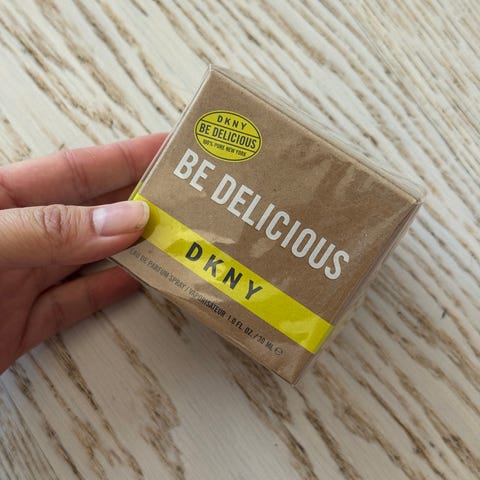 DKNY
BE DELICIOUS
100% PURE NEW YORK
BE DELICIOUS
DKNY
EAU DE PARFUM SPRAY / VAPORISATEUR 1.0 FL. OZ. / 30 ML ℮